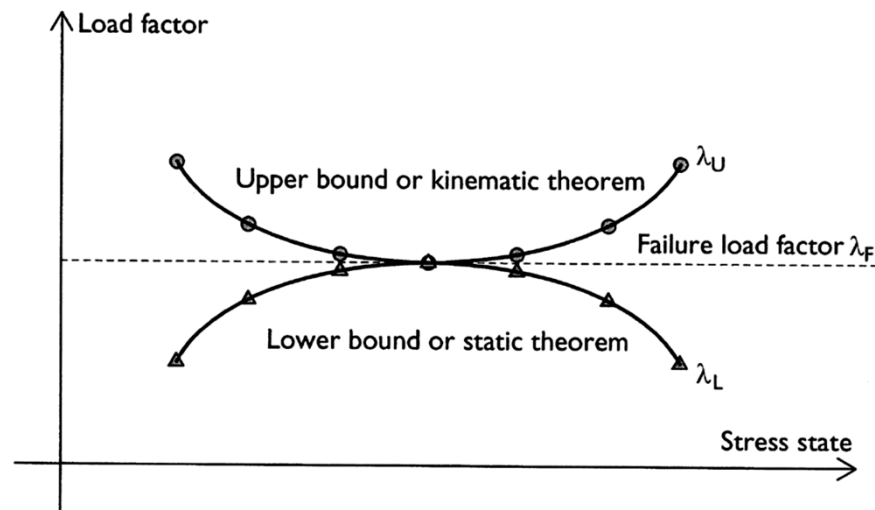 Load factor
λU
Upper bound or kinematic theorem
Failure load factor λF
Lower bound or static theorem
λL
Stress state